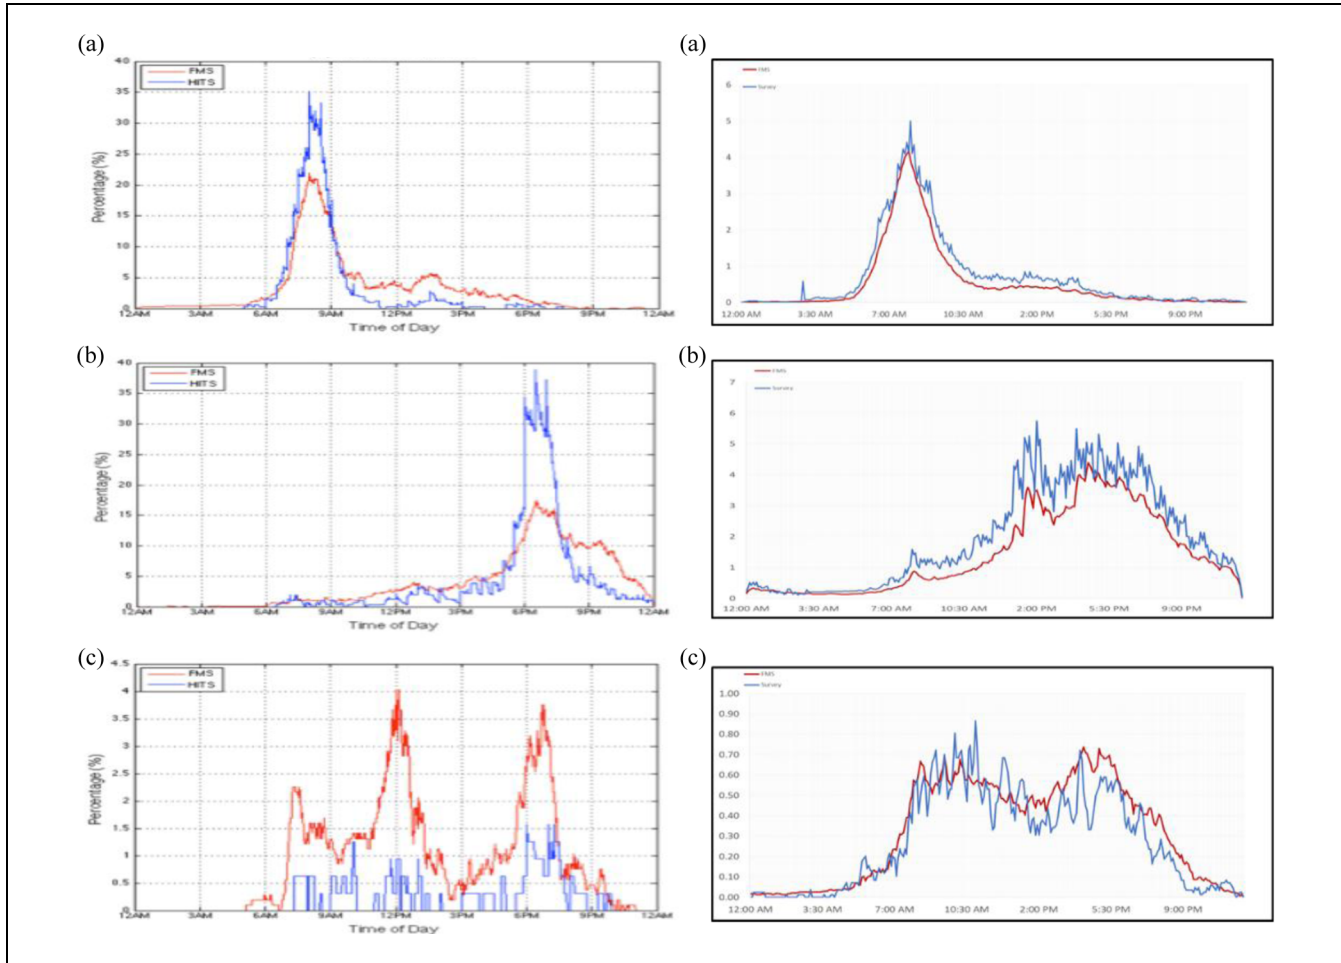 (a)
FMS
HITS
40
35
30
25
20
15
10
5
0
Percentage (%)
12AM 3AM 6AM 9AM 12PM 3PM 6PM 9PM 12AM
Time of Day
(a)
FMS
Survey
6
5
4
3
2
1
0
12:00 AM 3:30 AM 7:00 AM 10:30 AM 2:00 PM 5:30 PM 9:00 PM
(b)
FMS
HITS
40
35
30
25
20
15
10
5
0
Percentage (%)
12AM 3AM 6AM 9AM 12PM 3PM 6PM 9PM 12AM
Time of Day
(b)
FMS
Survey
7
6
5
4
3
2
1
0
12:00 AM 3:30 AM 7:00 AM 10:30 AM 2:00 PM 5:30 PM 9:00 PM
(c)
FMS
HITS
4.5
4
3.5
3
2.5
2
1.5
1
0.5
0
Percentage (%)
12AM 3AM 6AM 9AM 12PM 3PM 6PM 9PM 12AM
Time of Day
(c)
FMS
Survey
1.00
0.90
0.80
0.70
0.60
0.50
0.40
0.30
0.20
0.10
0.00
12:00 AM 3:30 AM 7:00 AM 10:30 AM 2:00 PM 5:30 PM 9:00 PM